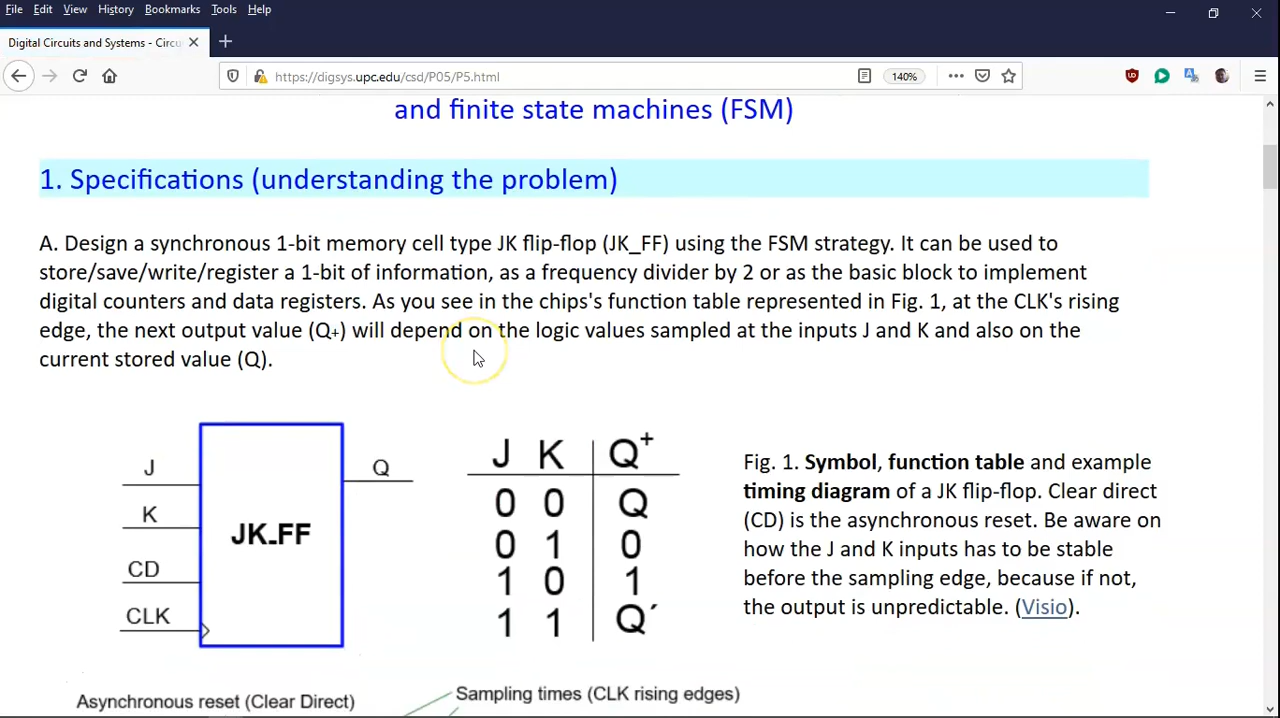 File Edit View History Bookmarks Tools Help
Digital Circuits and Systems - Circu
https://digsys.upc.edu/csd/P05/P5.html
140%
and finite state machines (FSM)
1. Specifications (understanding the problem)
A. Design a synchronous 1-bit memory cell type JK flip-flop (JK_FF) using the FSM strategy. It can be used to
store/save/write/register a 1-bit of information, as a frequency divider by 2 or as the basic block to implement
digital counters and data registers. As you see in the chips's function table represented in Fig. 1, at the CLK's rising
edge, the next output value (Q+) will depend on the logic values sampled at the inputs J and K and also on the
current stored value (Q).
J
K
CD
CLK
JK_FF
Q
J K Q+
0 0 Q
0 1 0
1 0 1
1 1 Q´
Fig. 1. Symbol, function table and example
timing diagram of a JK flip-flop. Clear direct
(CD) is the asynchronous reset. Be aware on
how the J and K inputs has to be stable
before the sampling edge, because if not,
the output is unpredictable. (Visio).
Asynchronous reset (Clear Direct)
Sampling times (CLK rising edges)